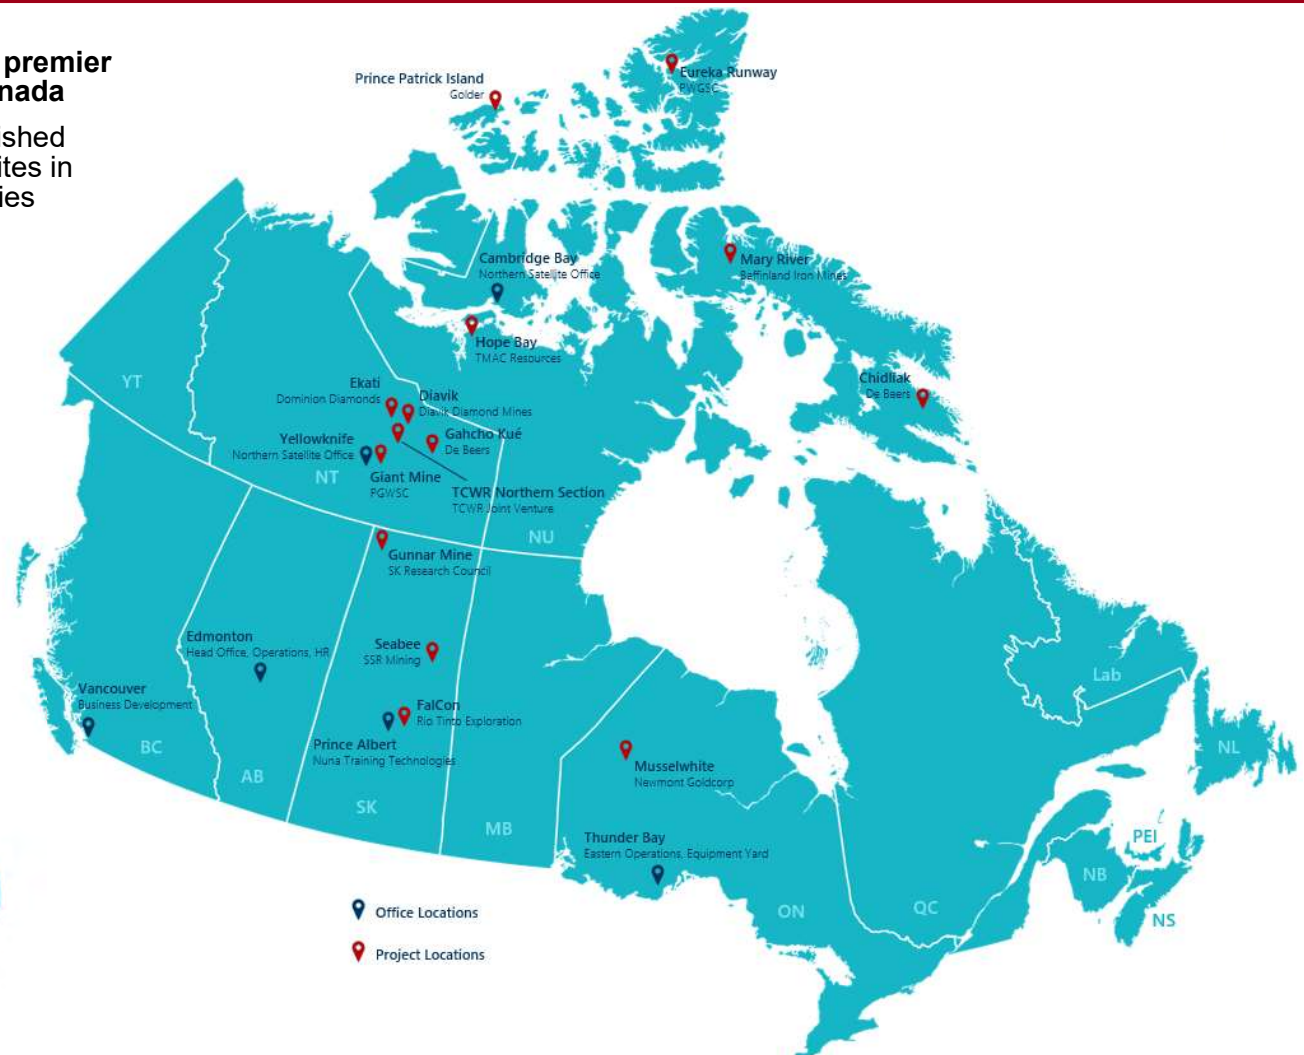 premier
nada
ished
ites in
ies
Prince Patrick Island
Golder
Eureka Runway
PWGSC
Cambridge Bay
Northern Satellite Office
Mary River
Baffinland Iron Mines
Hope Bay
TMAC Resources
Chidliak
De Beers
YT
Ekati
Dominion Diamonds
Diavik
Diavik Diamond Mines
Gahcho Kué
De Beers
Yellowknife
Northern Satellite Office
NT
Giant Mine
PGWSC
TCWR Northern Section
TCWR Joint Venture
NU
Gunnar Mine
SK Research Council
Edmonton
Head Office, Operations, HR
Seabee
SSR Mining
Vancouver
Business Development
FalCon
Rio Tinto Exploration
Prince Albert
Nuna Training Technologies
Lab
BC
AB
SK
MB
Musselwhite
Newmont Goldcorp
NL
Thunder Bay
Eastern Operations, Equipment Yard
PEI
NB
NS
ON
QC
Office Locations
Project Locations